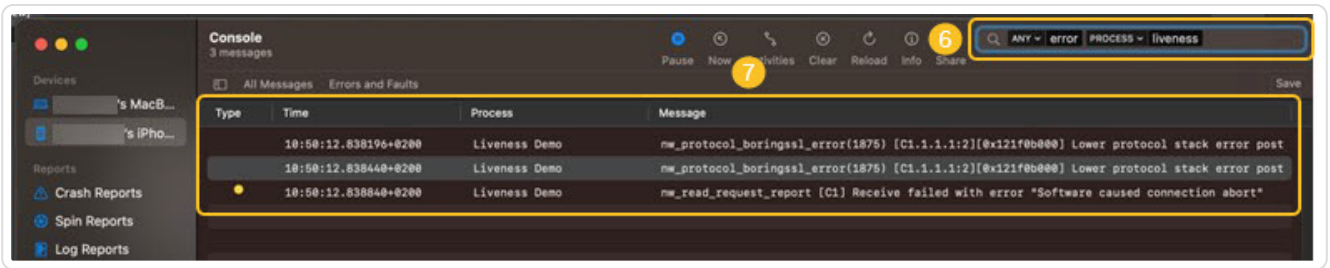 Console
3 messages
Pause Now Activities Clear Reload Info Share
6
ANY error PROCESS liveness
7
Devices
All Messages Errors and Faults
Save
's MacB...
's iPho...
Type Time Process Message
10:50:12.838196+0200 Liveness Demo nw_protocol_boringssl_error(1875) [C1.1.1.1:2][0x121f0b000] Lower protocol stack error post
10:50:12.838440+0200 Liveness Demo nw_protocol_boringssl_error(1875) [C1.1.1.1:2][0x121f0b000] Lower protocol stack error post
10:50:12.838840+0200 Liveness Demo nw_read_request_report [C1] Receive failed with error "Software caused connection abort"
Reports
Crash Reports
Spin Reports
Log Reports